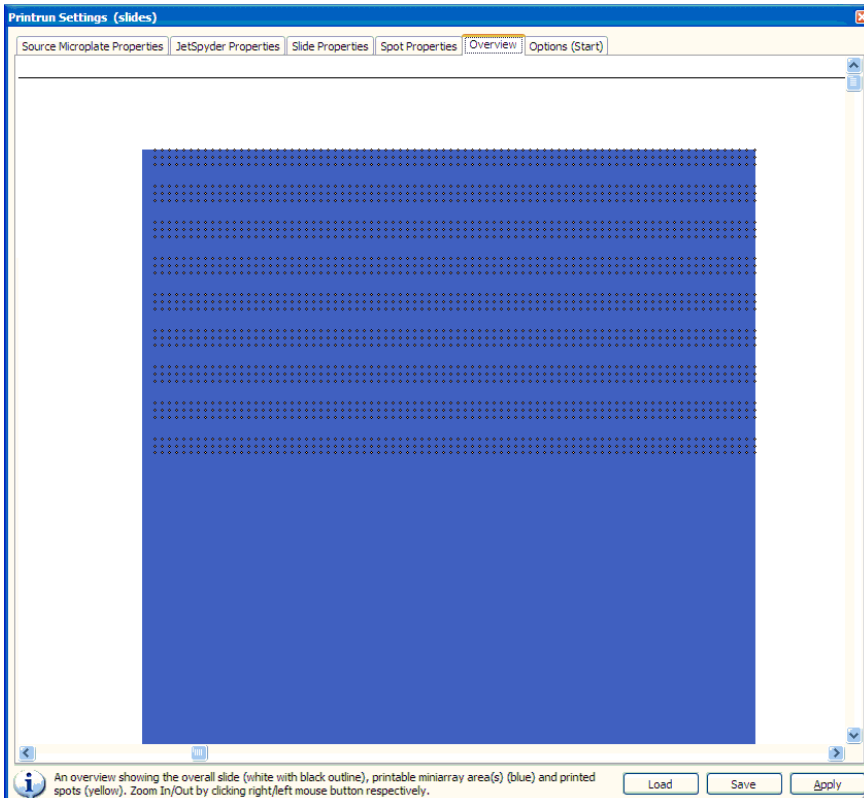 Printrun Settings (slides)
Source Microplate Properties JetSpyder Properties Slide Properties Spot Properties Overview Options (Start)
An overview showing the overall slide (white with black outline), printable miniarray area(s) (blue) and printed
spots (yellow). Zoom In/Out by clicking right/left mouse button respectively.
Load Save Apply